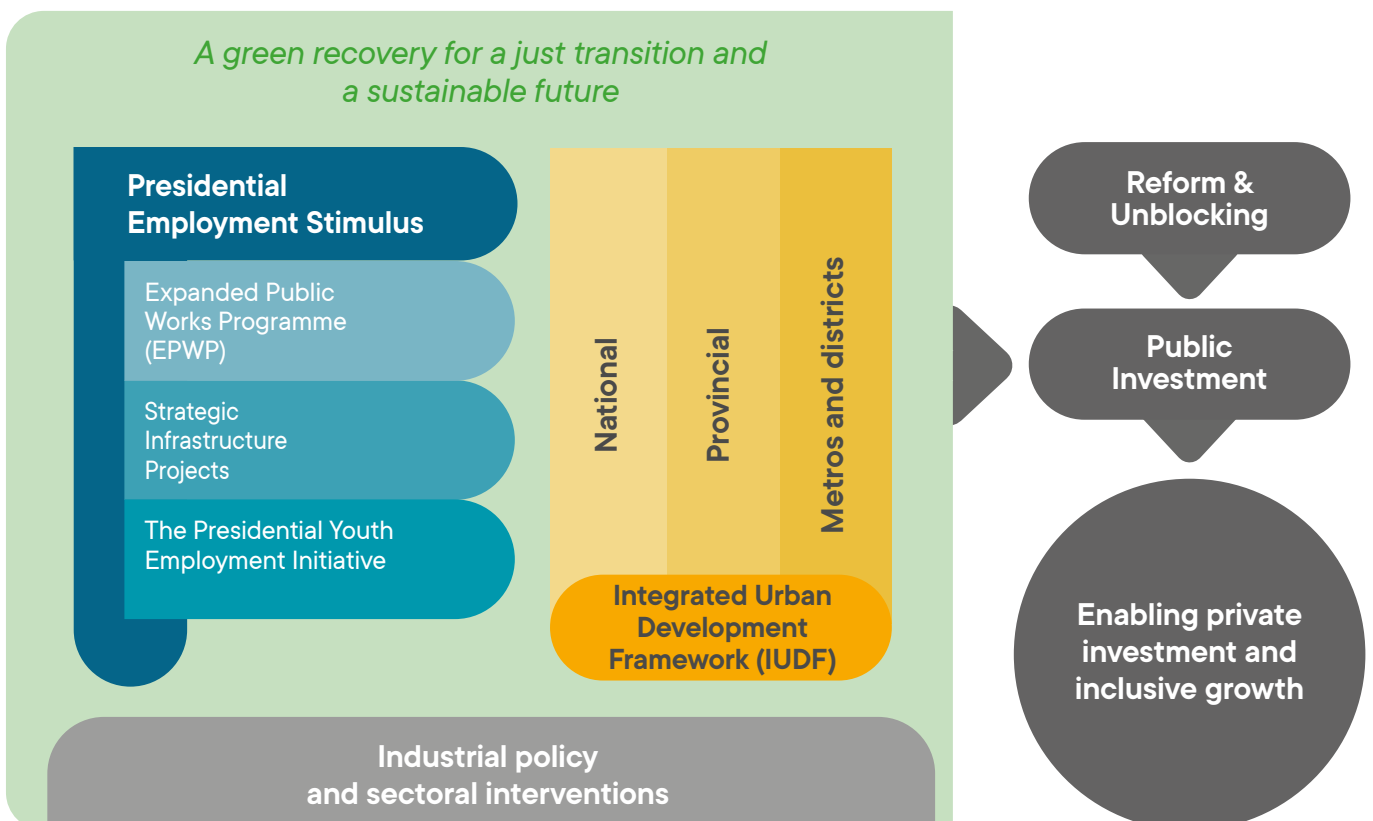 A green recovery for a just transition and
a sustainable future
Presidential
Employment Stimulus
Expanded Public
Works Programme
(EPWP)
Strategic
Infrastructure
Projects
The Presidential Youth
Employment Initiative
National
Provincial
Metros and districts
Integrated Urban
Development
Framework (IUDF)
Industrial policy
and sectoral interventions
Reform &
Unblocking
Public
Investment
Enabling private
investment and
inclusive growth